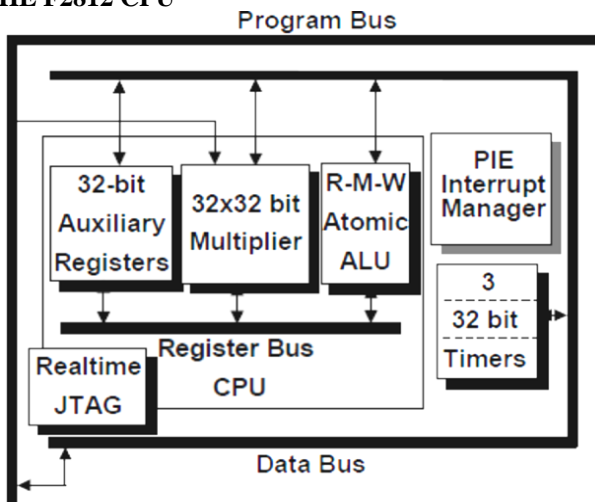 F2812 CPU
Program Bus
32-bit
Auxiliary
Registers
32x32 bit
Multiplier
R-M-W
Atomic
ALU
PIE
Interrupt
Manager
3
32 bit
Timers
Register Bus
CPU
Realtime
JTAG
Data Bus